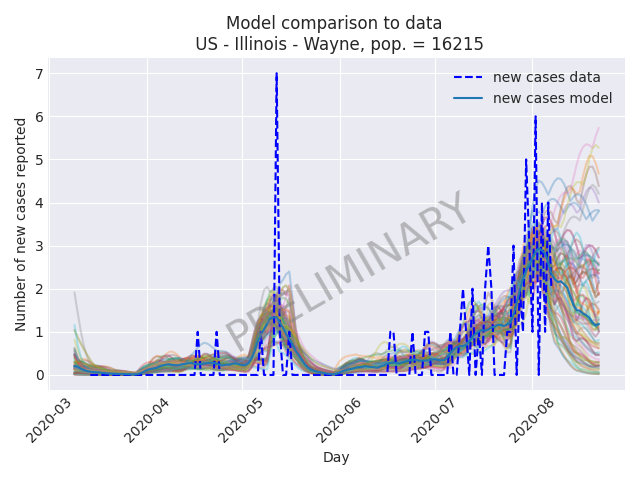 Model comparison to data
US - Illinois - Wayne, pop. = 16215
Number of new cases reported
7
6
5
4
3
2
1
0
new cases data
new cases model
PRELIMINARY
2020-03
2020-04
2020-05
2020-06
2020-07
2020-08
Day